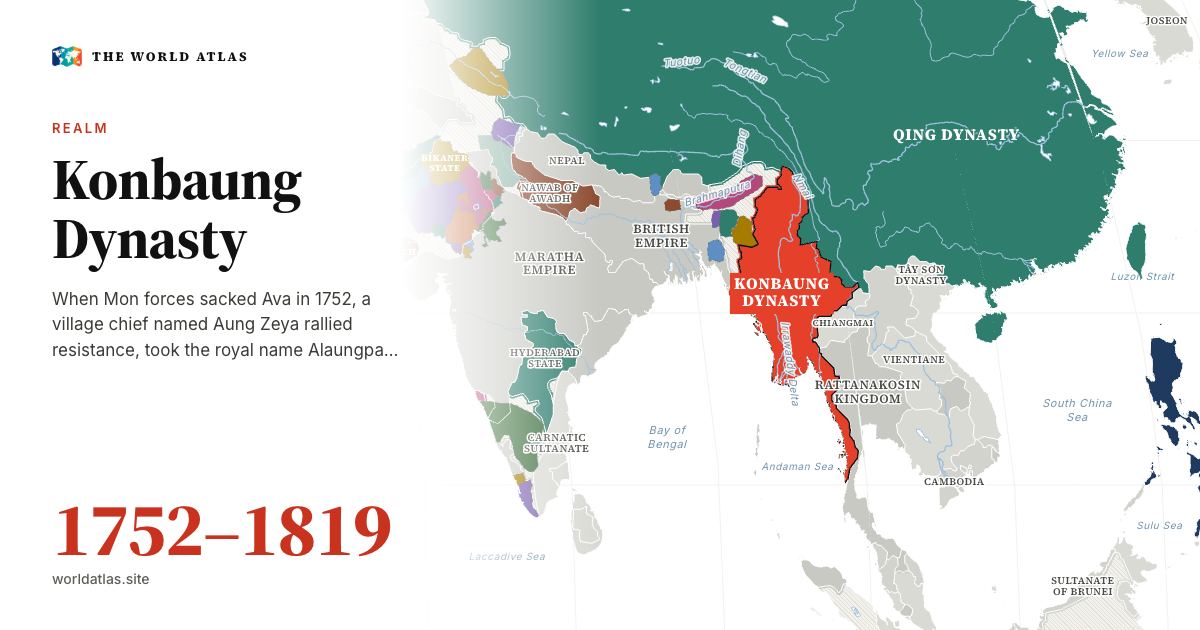 THE WORLD ATLAS
REALM
Konbaung
Dynasty
When Mon forces sacked Ava in 1752, a
village chief named Aung Zeya rallied
resistance, took the royal name Alaungpa...
1752–1819
worldatlas.site
JOSEON
Yellow Sea
Tuotuo
Tongtian
QING DYNASTY
Dihang
BIKANER
STATE
NEPAL
NAWAB OF
AWADH
Brahmaputra
Nmai
BRITISH
EMPIRE
MARATHA
EMPIRE
KONBAUNG
DYNASTY
TAY SON
DYNASTY
Luzon Strait
CHIANGMAI
Irrawaddy Delta
HYDERABAD
STATE
VIENTIANE
RATTANAKOSIN
KINGDOM
South China
Sea
Bay of
Bengal
CARNATIC
SULTANATE
Andaman Sea
CAMBODIA
Sulu Sea
Laccadive Sea
SULTANATE
OF BRUNEI